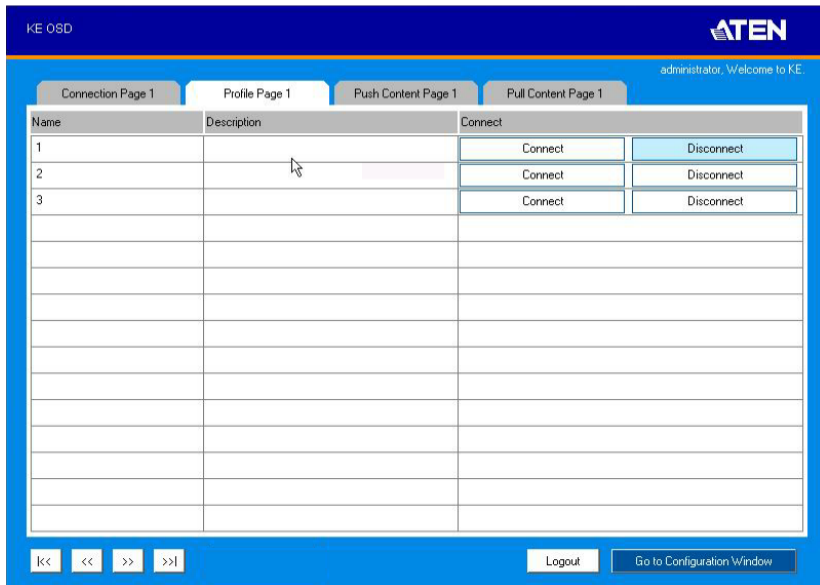 KE OSD
ATEN
administrator, Welcome to KE.
Connection Page 1 Profile Page 1 Push Content Page 1 Pull Content Page 1
Name Description Connect
1 Connect Disconnect
2 Connect Disconnect
3 Connect Disconnect
|<< << >> >>| Logout Go to Configuration Window